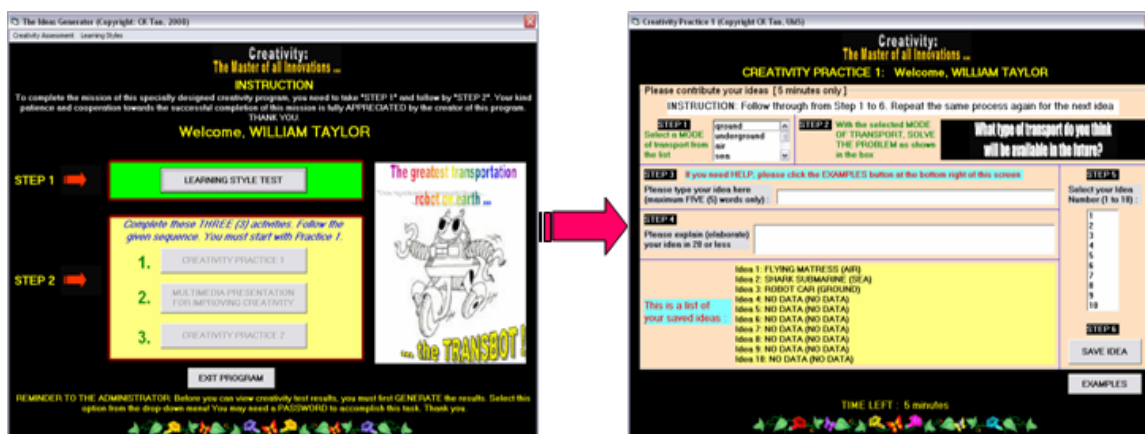 The Ideas Generator (Copyright: CK Tan, 2008)
Creativity Assessment Learning Styles
Creativity:
The Master of all Innovations ...
INSTRUCTION
To complete the mission of this specially designed creativity program, you need to take "STEP 1" and follow by "STEP 2". Your kind
patience and cooperation towards the successful completion of this mission is fully APPRECIATED by the creator of this program.
THANK YOU.
Welcome, WILLIAM TAYLOR
STEP 1
LEARNING STYLE TEST
STEP 2
Complete these THREE (3) activities. Follow the
given sequence. You must start with Practice 1.
1. CREATIVITY PRACTICE 1
2. MULTIMEDIA PRESENTATION
FOR IMPROVING CREATIVITY
3. CREATIVITY PRACTICE 2
The greatest transportation
robot on earth ...
... the TRANSBOT !
EXIT PROGRAM
REMINDER TO THE ADMINISTRATOR: Before you can view creativity test results, you must first GENERATE the results. Select this
option from the drop-down menu! You may need a PASSWORD to accomplish this task. Thank you.
Creativity Practice 1 (Copyright CK Tan, UMS)
Creativity:
The Master of all Innovations ...
CREATIVITY PRACTICE 1: Welcome, WILLIAM TAYLOR
Please contribute your ideas [5 minutes only]
INSTRUCTION: Follow through from Step 1 to 6. Repeat the same process again for the next idea
STEP 1
Select a MODE
of transport from
the list
ground
underground
air
sea
STEP 2
With the selected MODE
OF TRANSPORT, SOLVE
THE PROBLEM as shown
in the box
What type of transport do you think
will be available in the future?
STEP 3
If you need HELP, please click the EXAMPLES button at the bottom right of this screen
Please type your idea here
(maximum FIVE (5) words only) :
STEP 4
Please explain (elaborate)
your idea in 20 or less
STEP 5
Select your Idea
Number (1 to 10) :
1
2
3
4
5
6
7
8
9
10
This is a list of
your saved ideas :
Idea 1: FLYING MATRESS (AIR)
Idea 2: SHARK SUBMARINE (SEA)
Idea 3: ROBOT CAR (GROUND)
Idea 4: NO DATA (NO DATA)
Idea 5: NO DATA (NO DATA)
Idea 6: NO DATA (NO DATA)
Idea 7: NO DATA (NO DATA)
Idea 8: NO DATA (NO DATA)
Idea 9: NO DATA (NO DATA)
Idea 10: NO DATA (NO DATA)
STEP 6
SAVE IDEA
EXAMPLES
TIME LEFT : 5 minutes